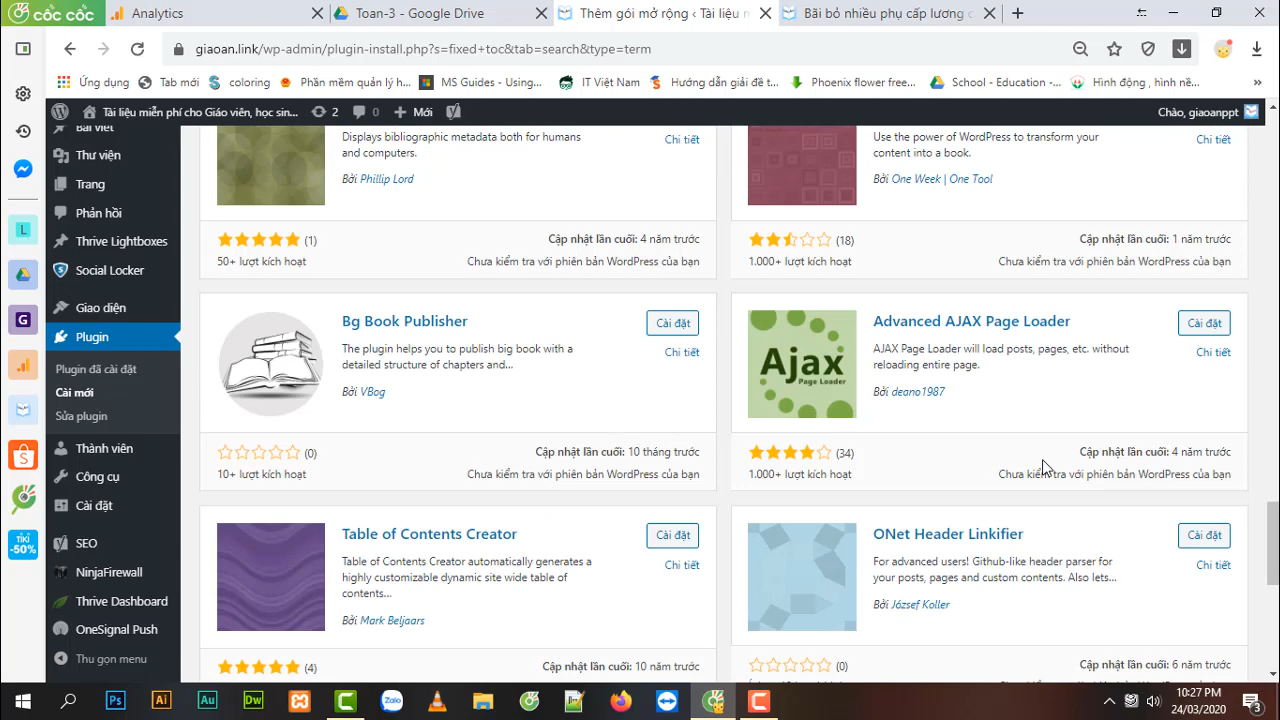 cốc cốc
Analytics
Toan-3 - Google Drive
Thêm gói mở rộng ‹ Tài liệu m
Bài bỏ nhiều phụ cấp lương c
giaoan.link/wp-admin/plugin-install.php?s=fixed+toc&tab=search&type=term
Ứng dụng
Tab mới
coloring
Phần mềm quản lý h...
MS Guides - Using...
IT Việt Nam
Hướng dẫn giải đề t...
Phoenix flower free...
School - Education -...
Hình động , hình nề...
Tài liệu miễn phí cho Giáo viên, học sin...
2
0
Mới
Chào, giaoanppt
Bài viết
Thư viện
Trang
Phản hồi
Thrive Lightboxes
Social Locker
Giao diện
Plugin
Plugin đã cài đặt
Cài mới
Sửa plugin
Thành viên
Công cụ
Cài đặt
SEO
NinjaFirewall
Thrive Dashboard
OneSignal Push
Thu gọn menu
L
G
S
TIKI
-50%
Displays bibliographic metadata both for humans
and computers.
Chi tiết
Bởi Phillip Lord
(1)
Cập nhật lần cuối: 4 năm trước
50+ lượt kích hoạt
Chưa kiểm tra với phiên bản WordPress của bạn
Use the power of WordPress to transform your
content into a book.
Chi tiết
Bởi One Week | One Tool
(18)
Cập nhật lần cuối: 1 năm trước
1.000+ lượt kích hoạt
Chưa kiểm tra với phiên bản WordPress của bạn
Bg Book Publisher
Cài đặt
The plugin helps you to publish big book with a
detailed structure of chapters and...
Chi tiết
Bởi VBog
(0)
Cập nhật lần cuối: 10 tháng trước
10+ lượt kích hoạt
Chưa kiểm tra với phiên bản WordPress của bạn
Ajax
Page Loader
Advanced AJAX Page Loader
Cài đặt
AJAX Page Loader will load posts, pages, etc. without
reloading entire page.
Chi tiết
Bởi deano1987
(34)
Cập nhật lần cuối: 4 năm trước
1.000+ lượt kích hoạt
Chưa kiểm tra với phiên bản WordPress của bạn
Table of Contents Creator
Cài đặt
Table of Contents Creator automatically generates a
highly customizable dynamic site wide table of
contents...
Chi tiết
Bởi Mark Beljaars
(4)
Cập nhật lần cuối: 10 năm trước
ONet Header Linkifier
Cài đặt
For advanced users! Github-like header parser for
your posts, pages and custom contents. Also lets...
Chi tiết
Bởi József Koller
(0)
Cập nhật lần cuối: 6 năm trước
Ps
Ai
Au
Dw
Zalo
10:27 PM
24/03/2020
3